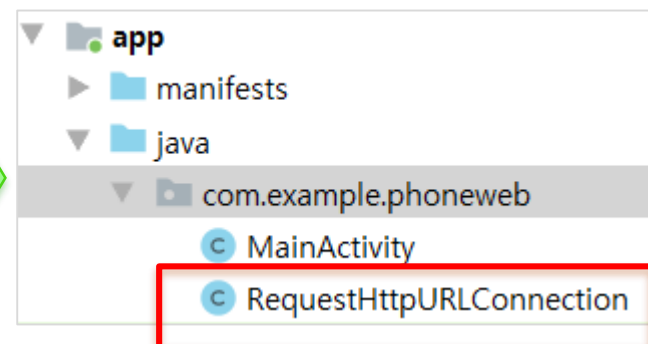 app
manifests
java
com.example.phoneweb
C MainActivity
C RequestHttpURLConnection